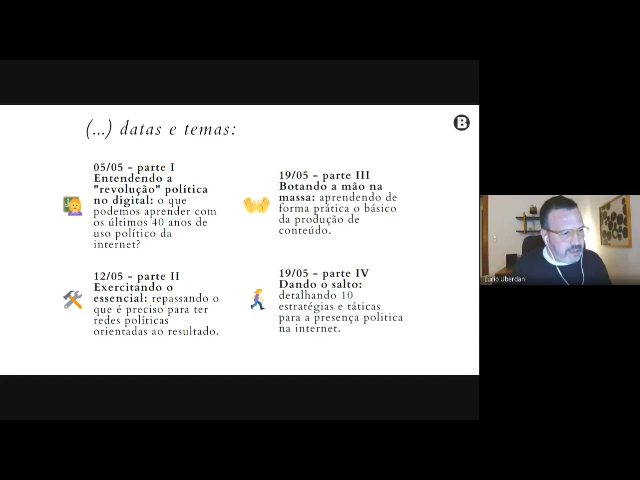 (...) datas e temas:
B
05/05 - parte I
Entendendo a
"revolução" política
no digital: o que
podemos aprender com
os últimos 40 anos de
uso político da
internet?
12/05 - parte II
Exercitando o
essencial: repassando o
que é preciso para ter
redes políticas
orientadas ao resultado.
19/05 - parte III
Botando a mão na
massa: aprendendo de
forma prática o básico
da produção de
conteúdo.
19/05 - parte IV
Dando o salto:
detalhando 10
estratégias e táticas
para a presença politica
na internet.
Lúcio Uberdan